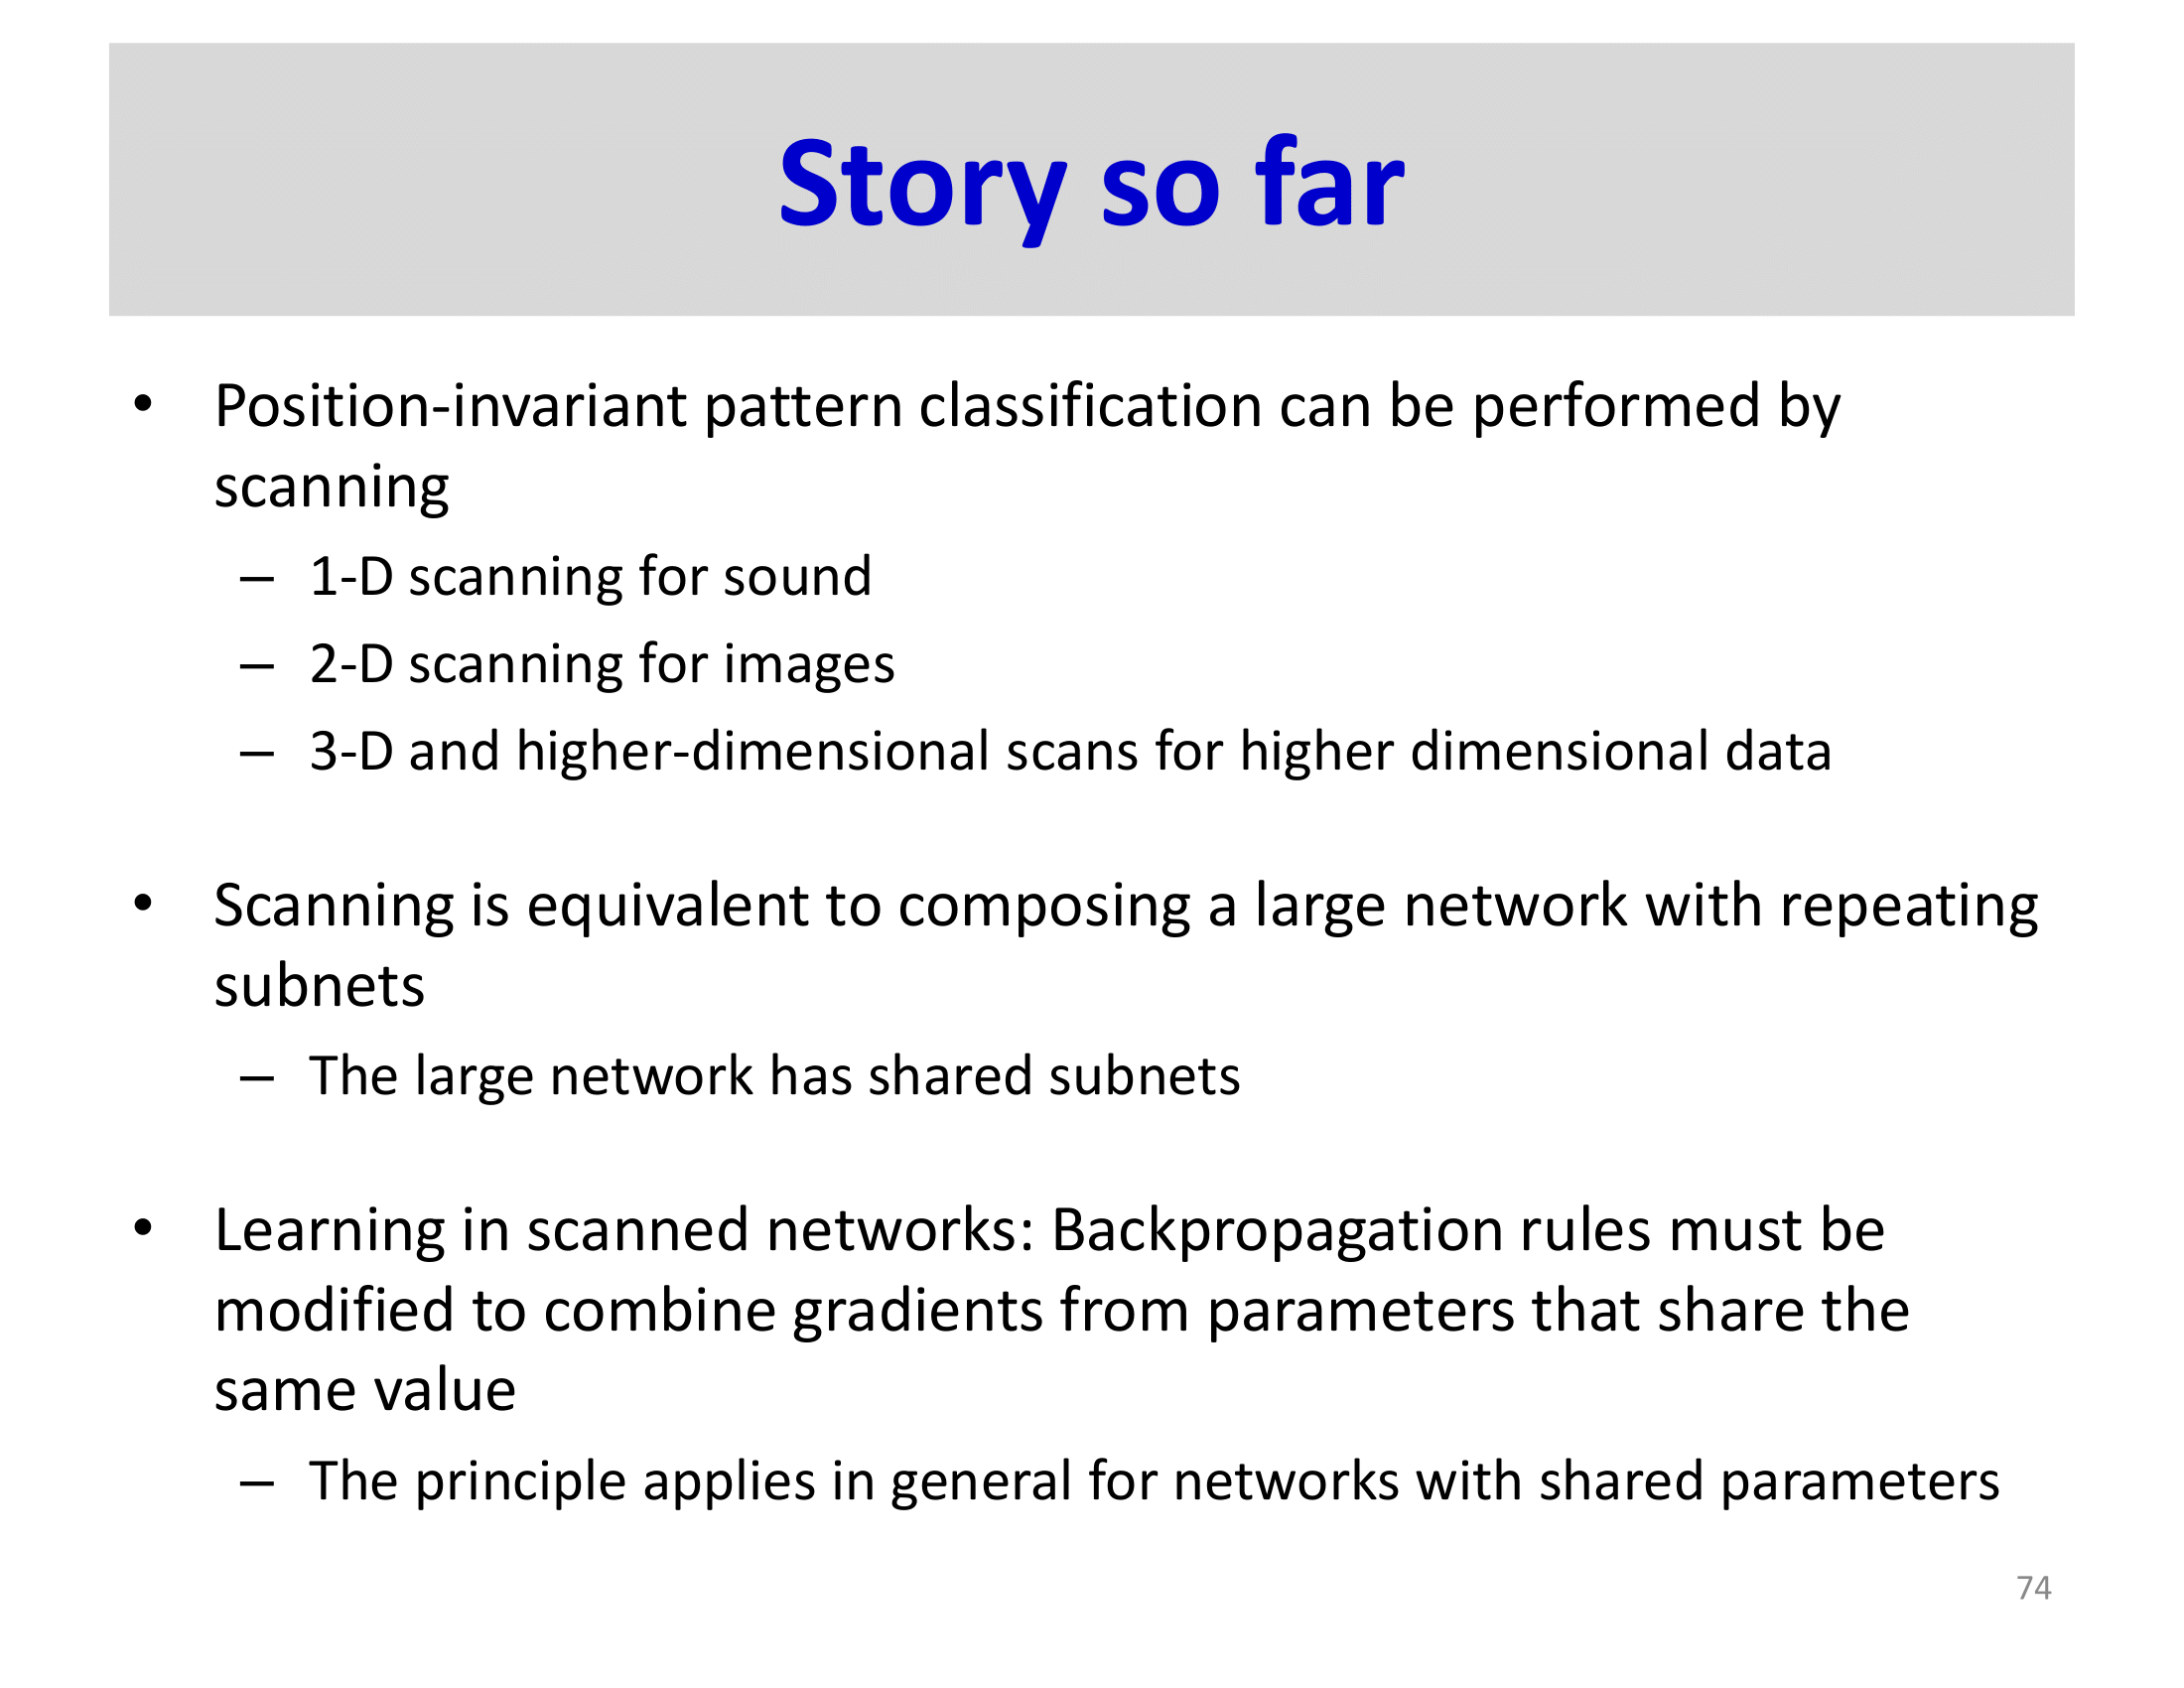 Story so far
• Position-invariant pattern classification can be performed by
scanning
– 1-D scanning for sound
– 2-D scanning for images
– 3-D and higher-dimensional scans for higher dimensional data
• Scanning is equivalent to composing a large network with repeating
subnets
– The large network has shared subnets
• Learning in scanned networks: Backpropagation rules must be
modified to combine gradients from parameters that share the
same value
– The principle applies in general for networks with shared parameters
74